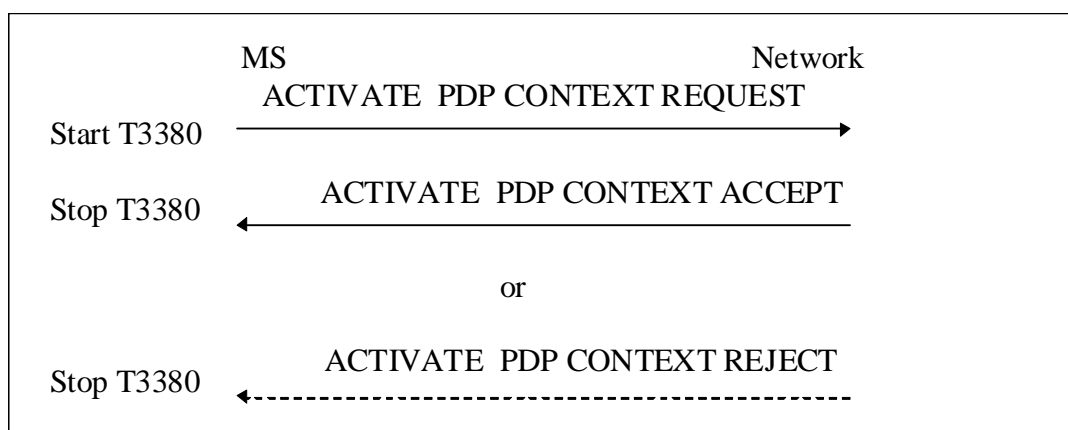 MS Network
ACTIVATE PDP CONTEXT REQUEST
Start T3380
ACTIVATE PDP CONTEXT ACCEPT
Stop T3380
or
ACTIVATE PDP CONTEXT REJECT
Stop T3380